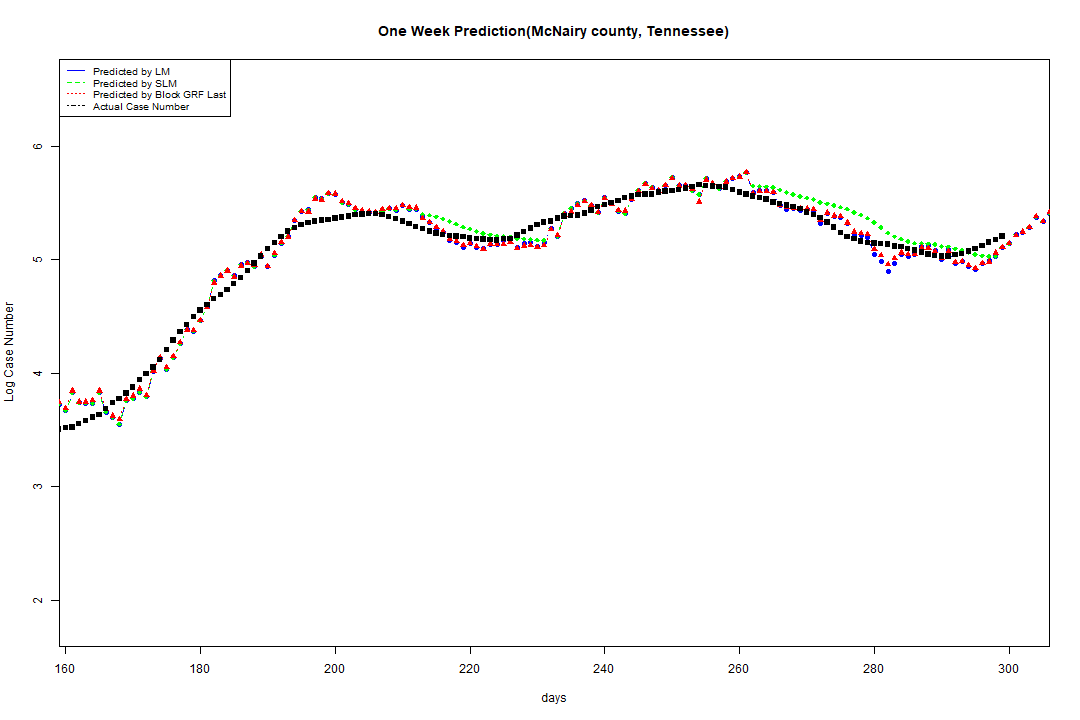 One Week Prediction(McNairy county, Tennessee)
Predicted by LM
Predicted by SLM
Predicted by Block GRF Last
Actual Case Number
6
5
4
3
2
Log Case Number
160 180 200 220 240 260 280 300
days